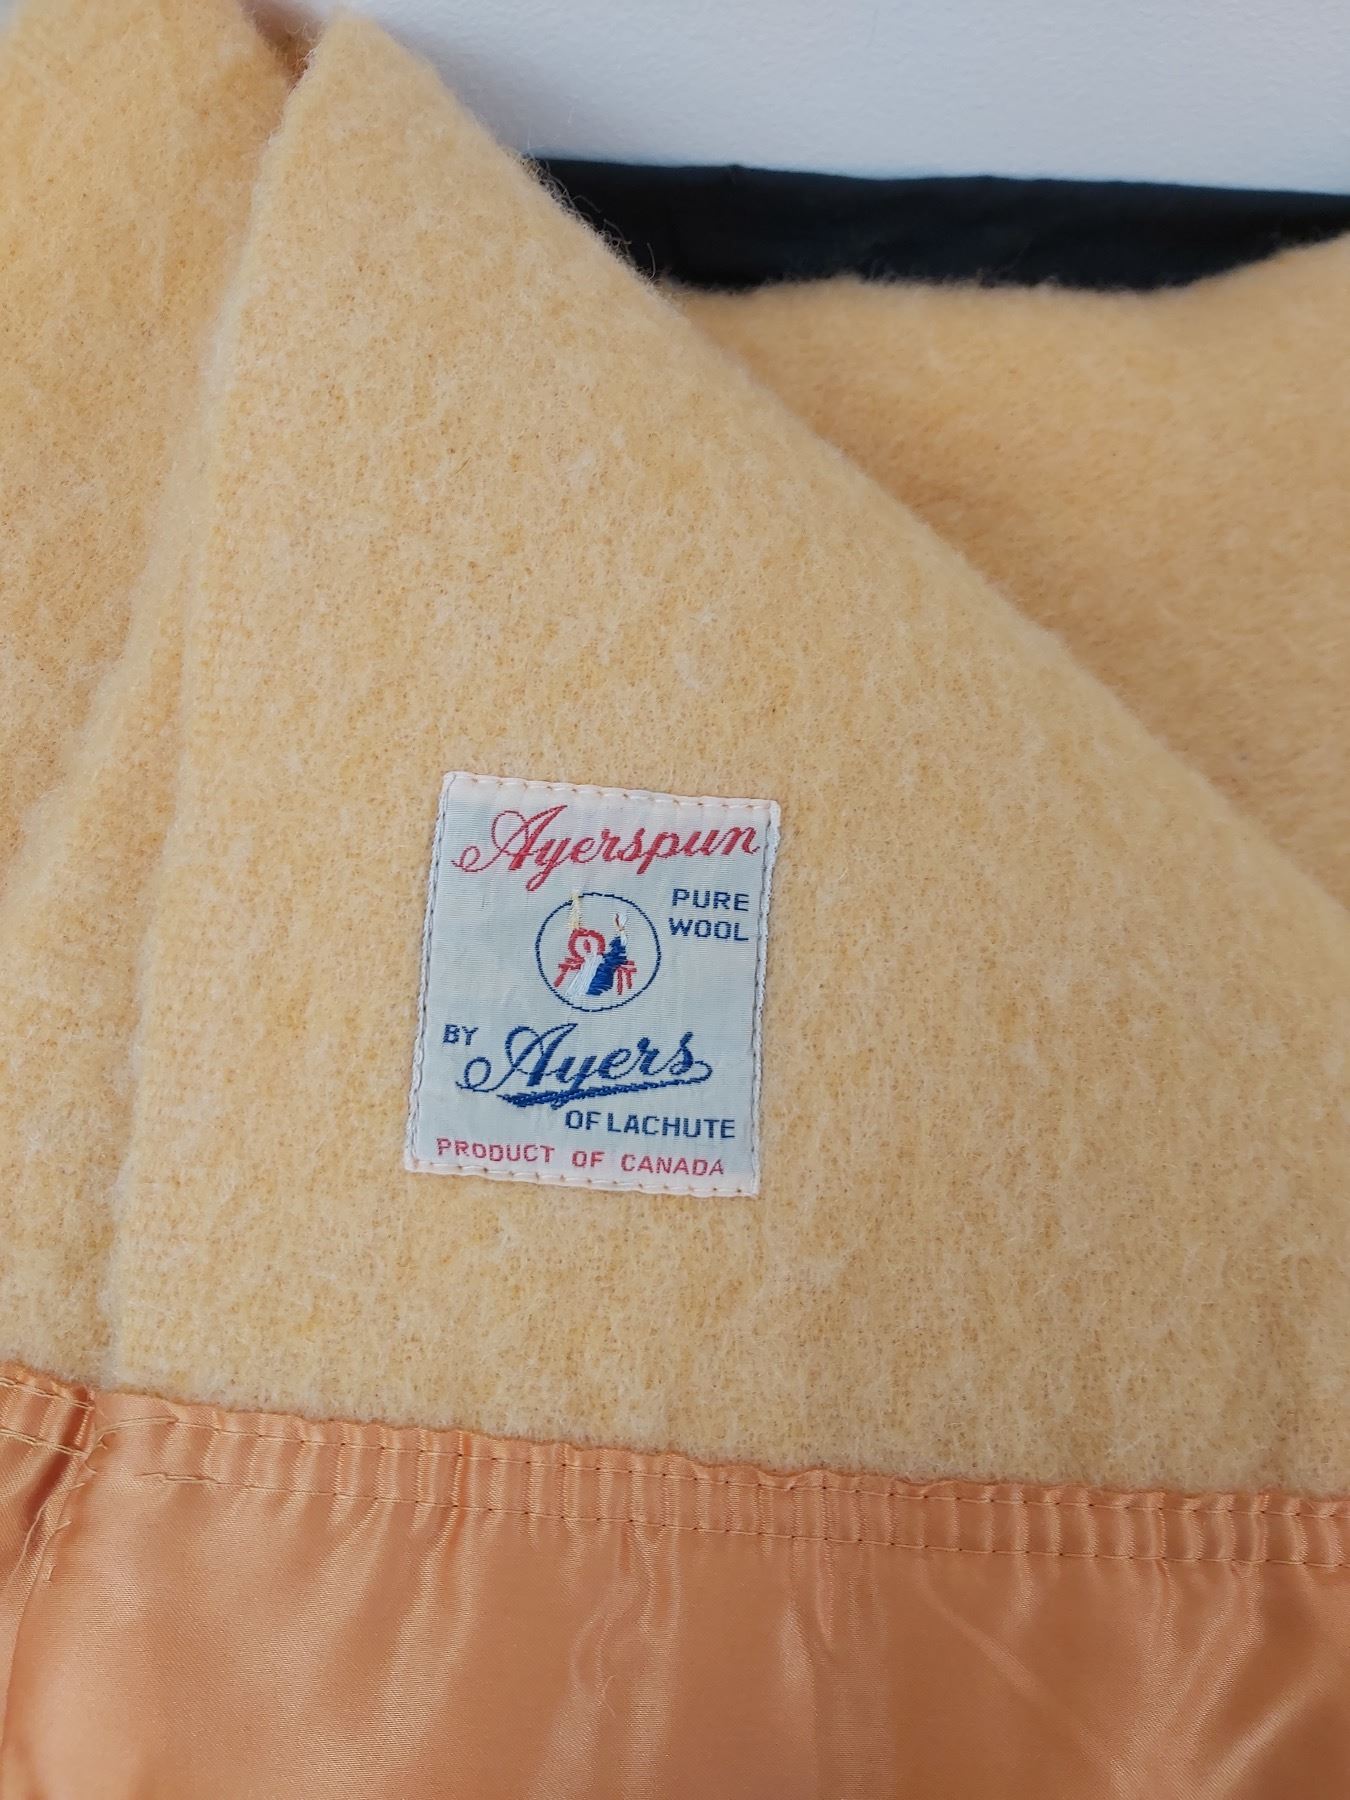 Ayerspun
PURE
WOOL
BY Ayers
OF LACHUTE
PRODUCT OF CANADA